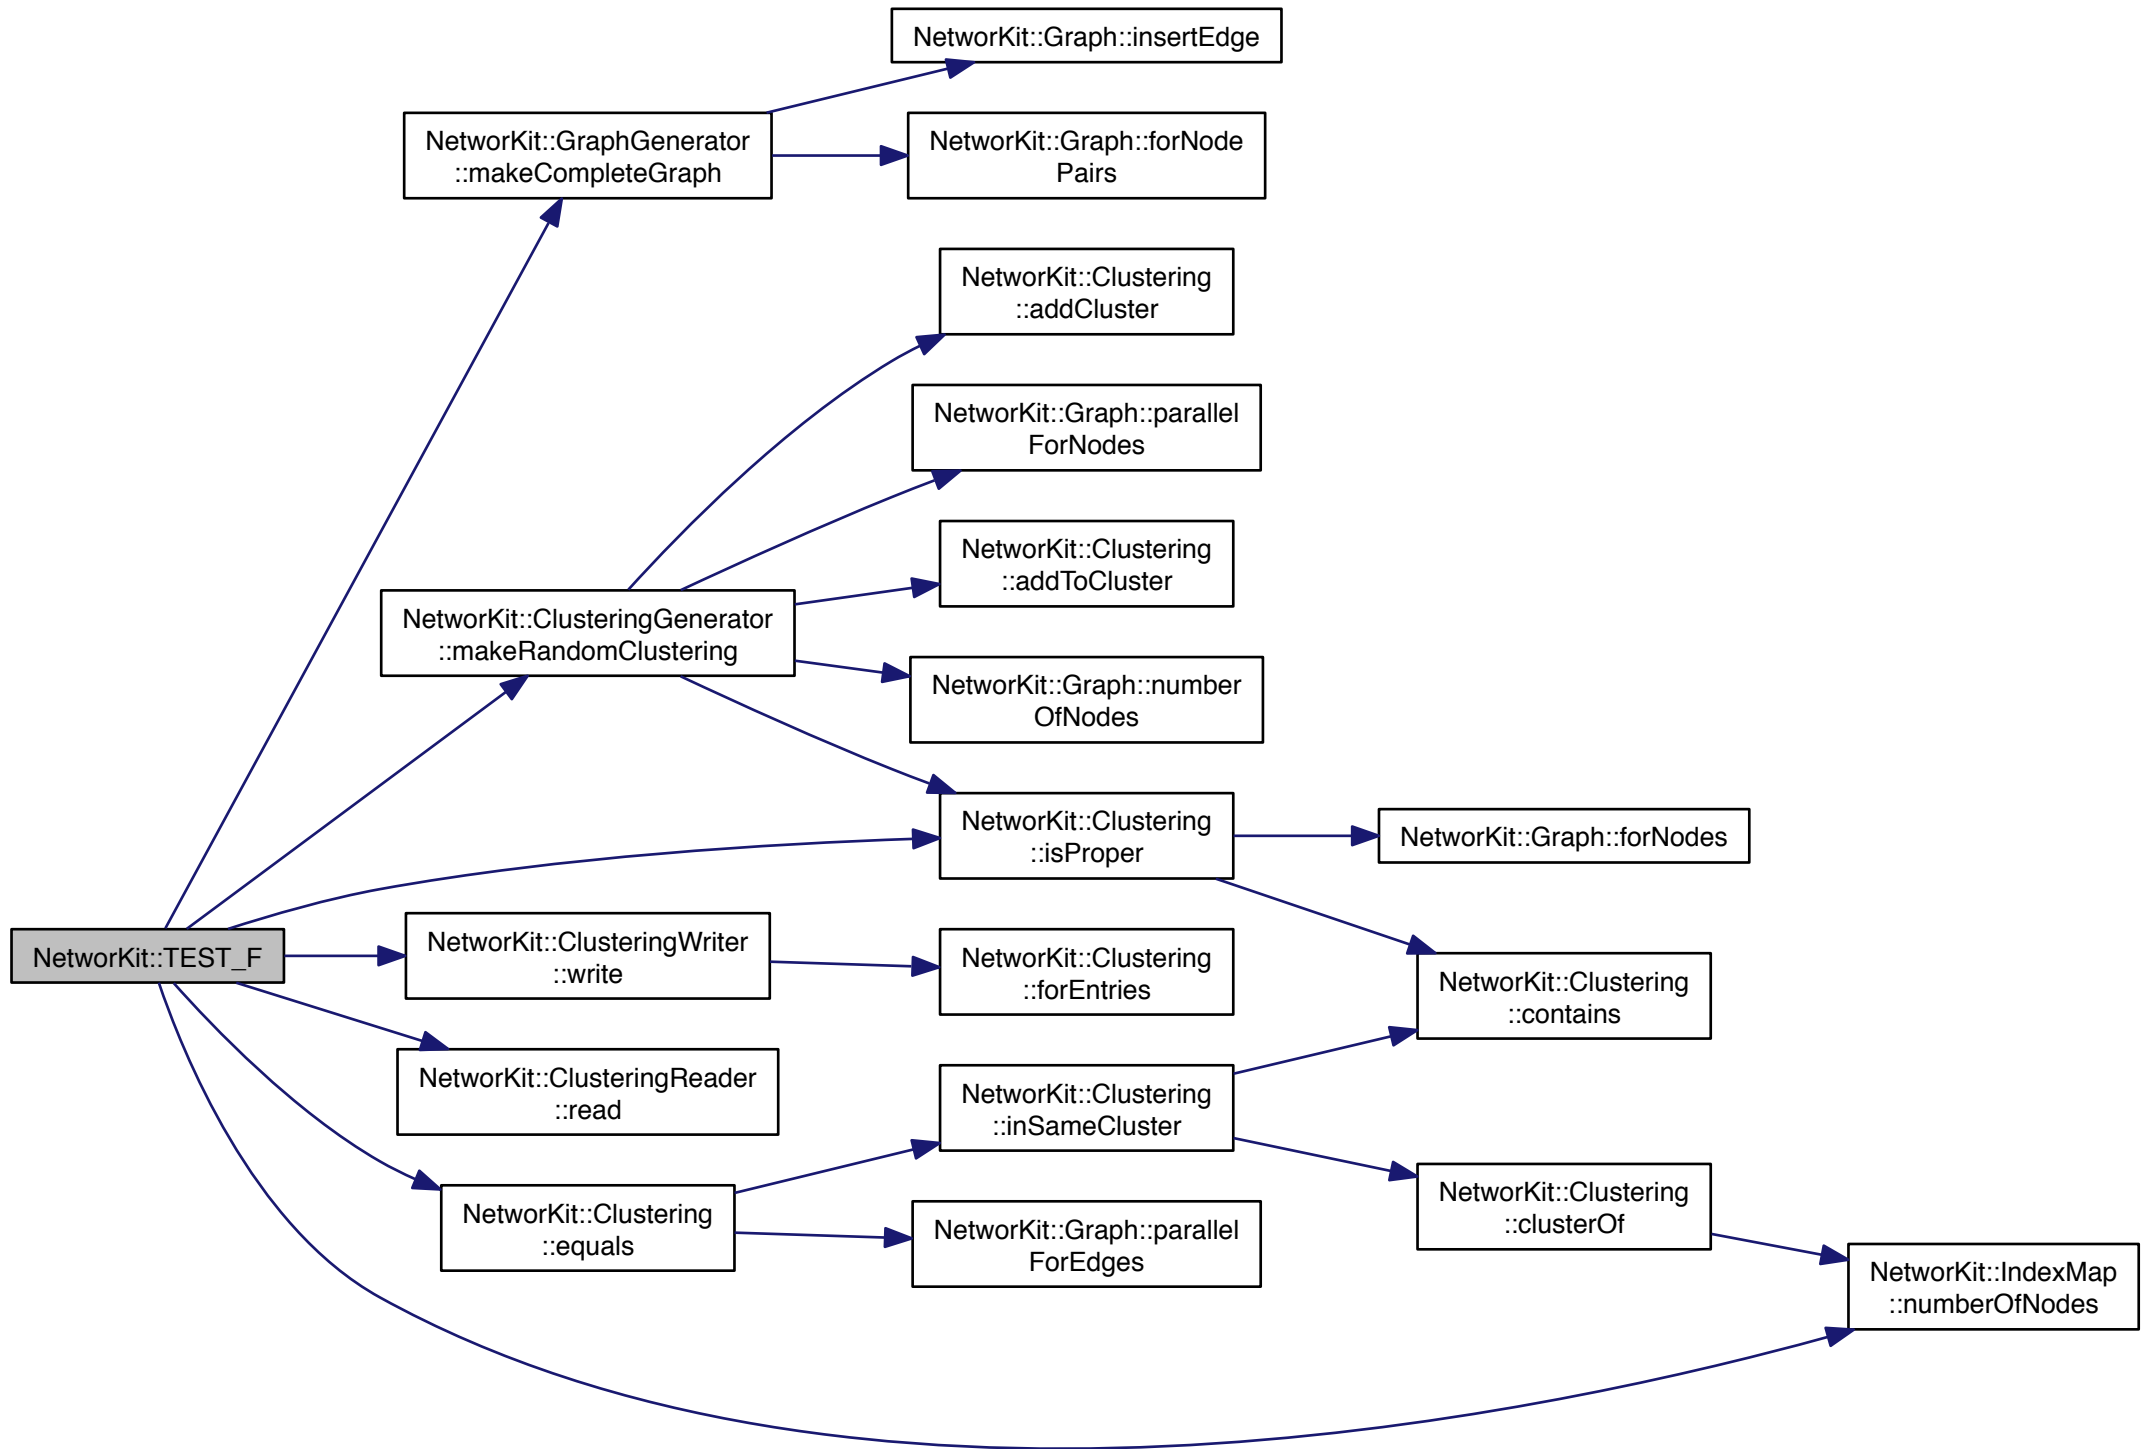 NetworKit::Graph::insertEdge
NetworKit::GraphGenerator
::makeCompleteGraph
NetworKit::Graph::forNode
Pairs
NetworKit::Clustering
::addCluster
NetworKit::Graph::parallel
ForNodes
NetworKit::Clustering
::addToCluster
NetworKit::ClusteringGenerator
::makeRandomClustering
NetworKit::Graph::number
OfNodes
NetworKit::Clustering
::isProper
NetworKit::Graph::forNodes
NetworKit::TEST_F
NetworKit::ClusteringWriter
::write
NetworKit::Clustering
::forEntries
NetworKit::Clustering
::contains
NetworKit::ClusteringReader
::read
NetworKit::Clustering
::inSameCluster
NetworKit::Clustering
::clusterOf
NetworKit::Clustering
::equals
NetworKit::Graph::parallel
ForEdges
NetworKit::IndexMap
::numberOfNodes